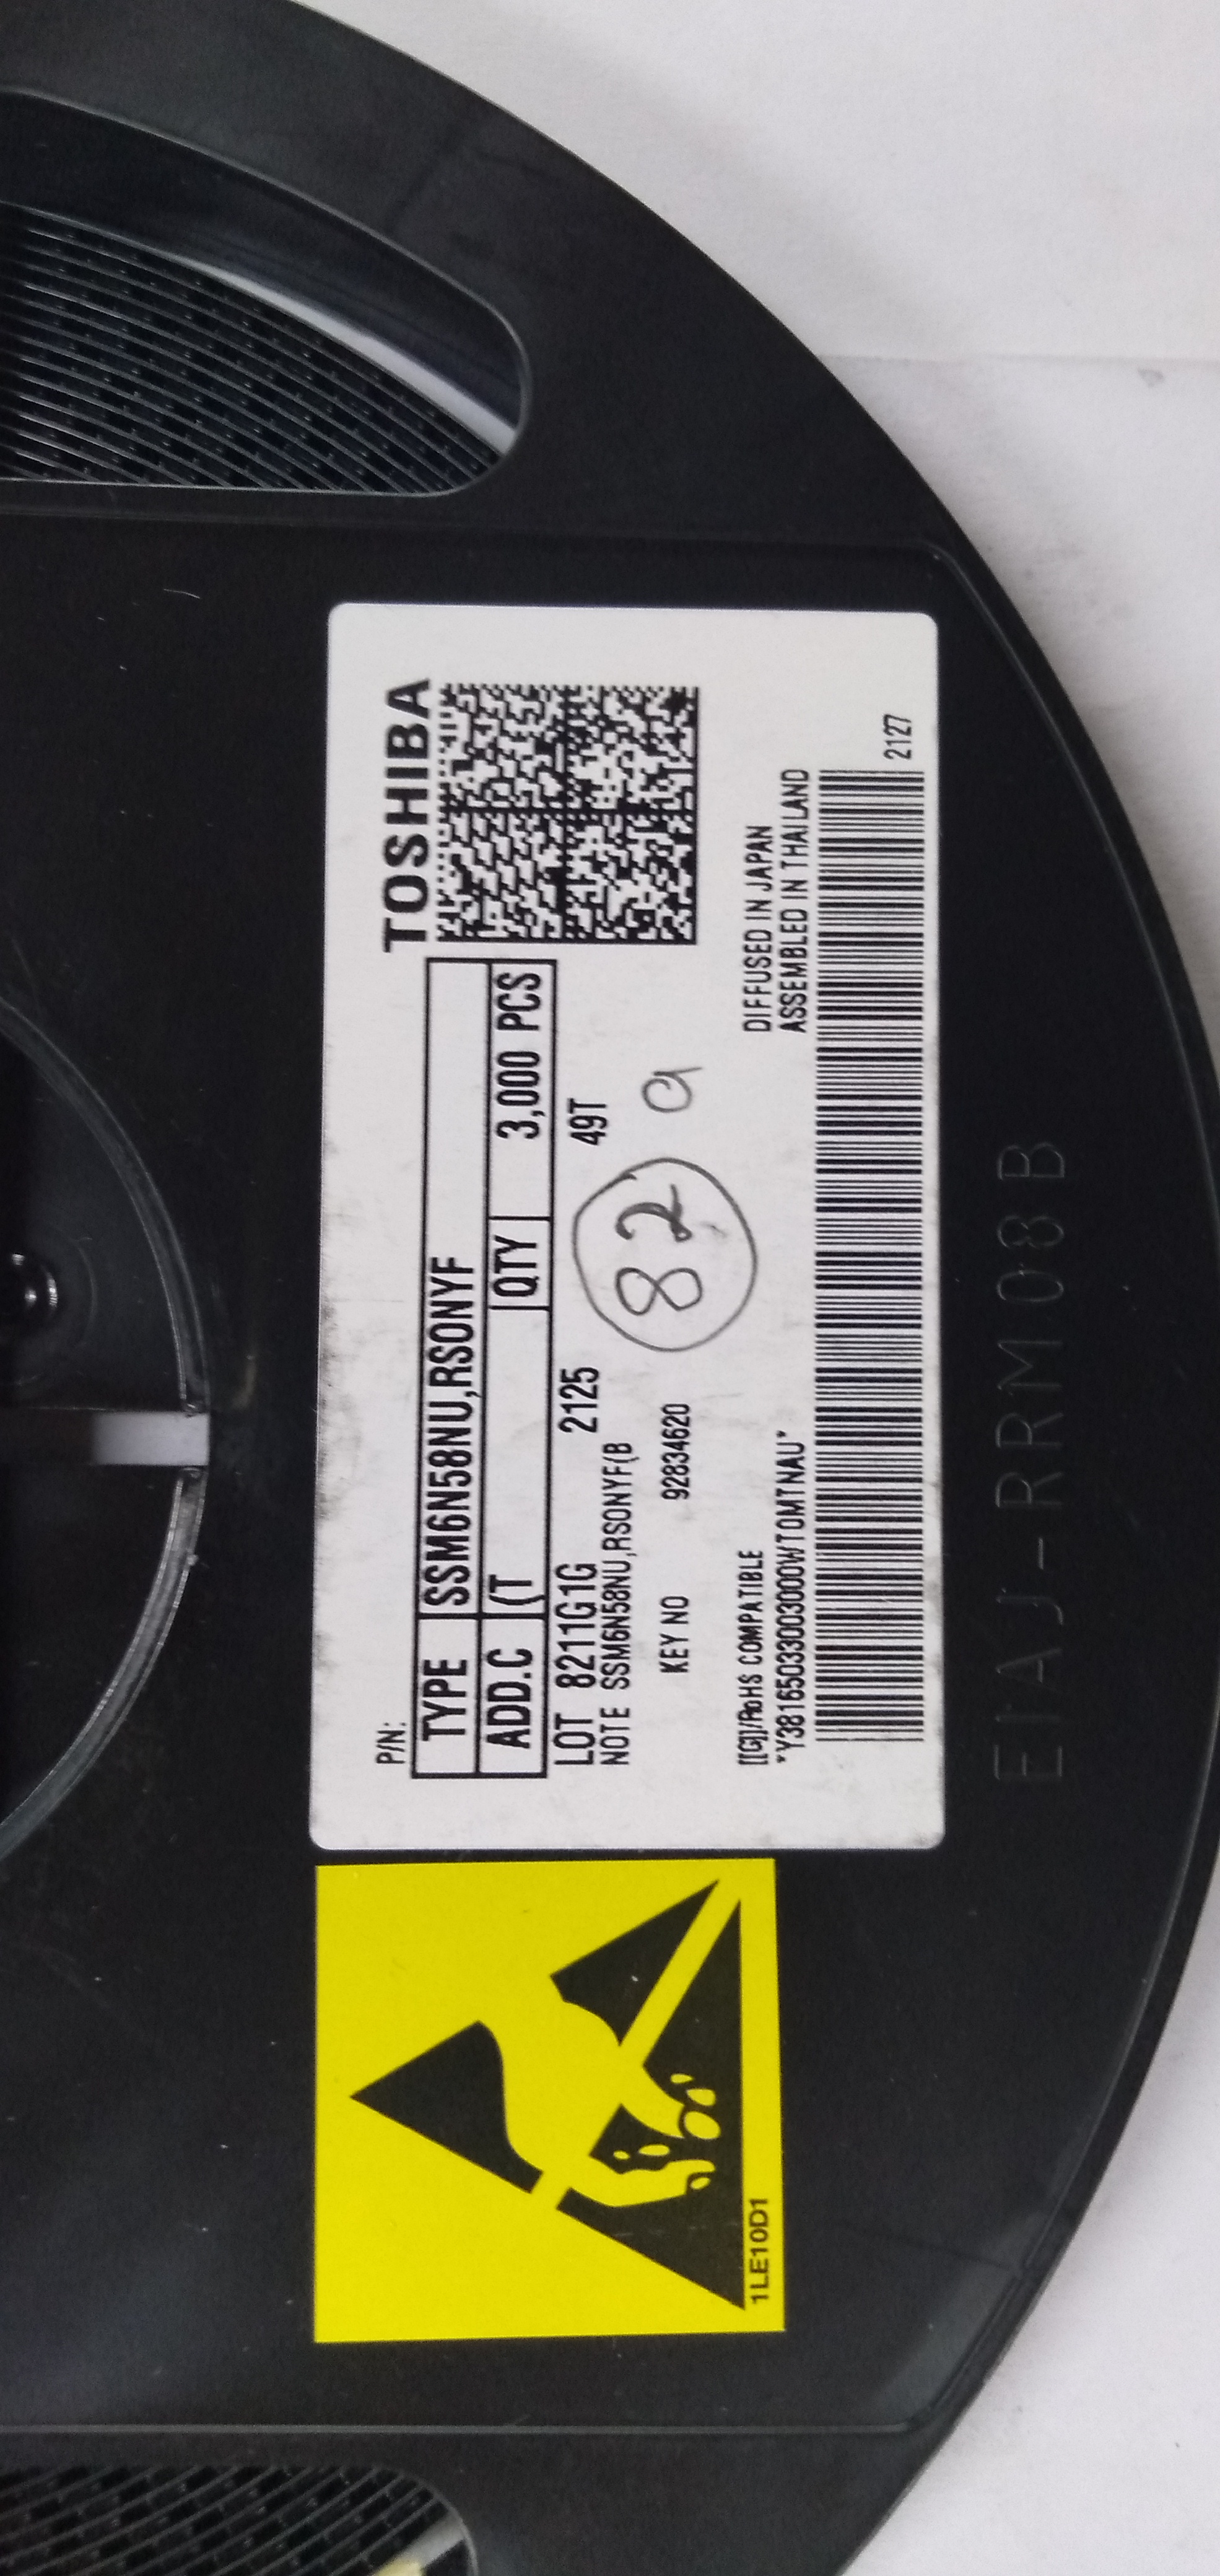 TOSHIBA
P/N:
TYPE SSM6N58NU,RSONYF
ADD.C (T QTY 3,000 PCS
LOT 8211G1G 2125 49T
NOTE SSM6N58NU,RSONYF(B
KEY NO 92834620
82 a
[[G]]/RoHS COMPATIBLE
DIFFUSED IN JAPAN
ASSEMBLED IN THAILAND
*Y38165033003000WTOMTNAU*
2127
EIAJ-RRM08B
1LE10D1